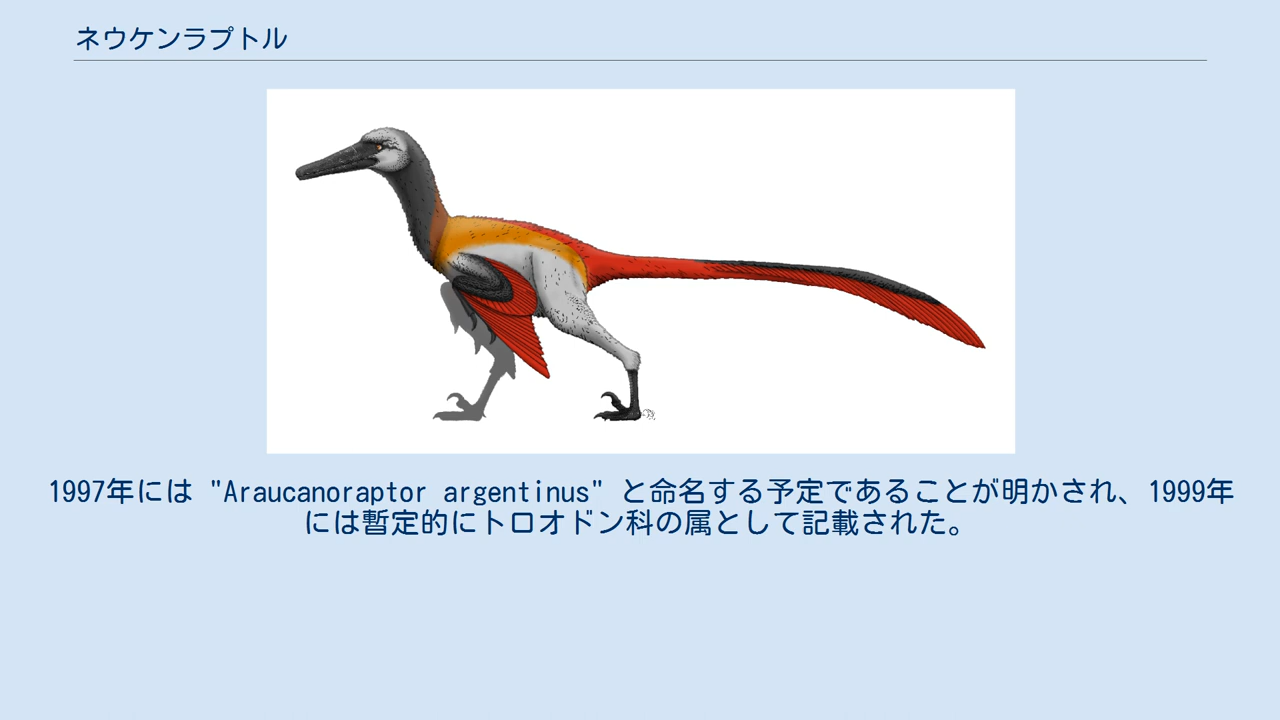 ネウケンラプトル
1997年には "Araucanoraptor argentinus" と命名する予定であることが明かされ、1999年
には暫定的にトロオドン科の属として記載された。